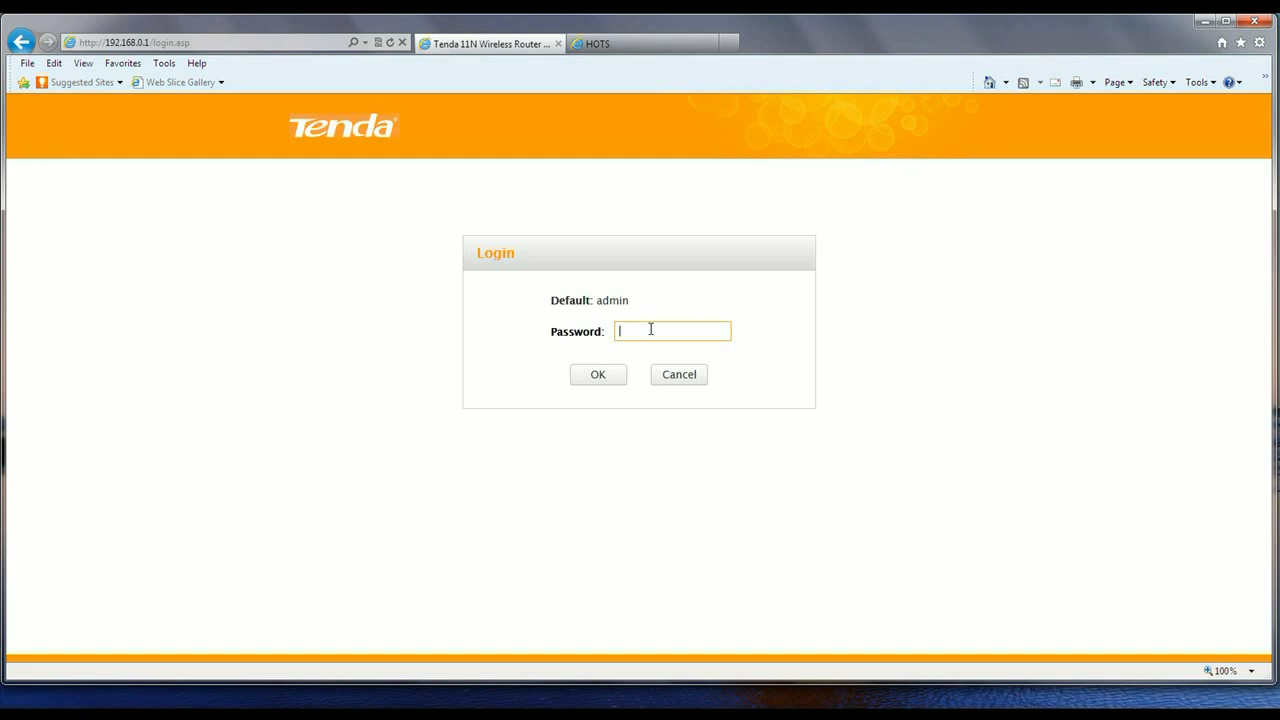 http://192.168.0.1/login.asp
Tenda 11N Wireless Router ...
HOTS
File Edit View Favorites Tools Help
Suggested Sites Web Slice Gallery
Page Safety Tools
Tenda
Login
Default: admin
Password:
OK Cancel
100%